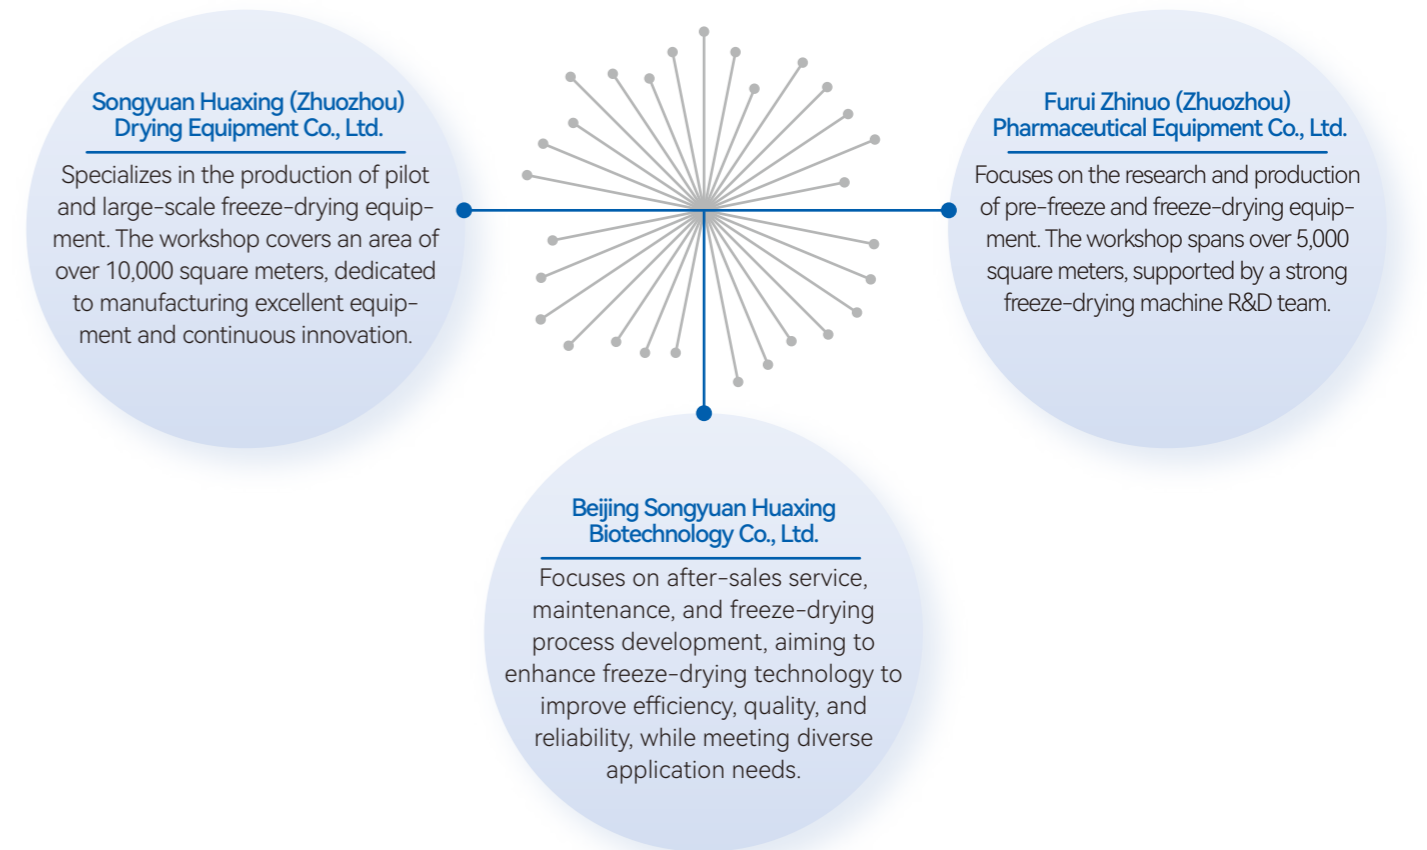 Songyuan Huaxing (Zhuozhou)
Drying Equipment Co., Ltd.
Specializes in the production of pilot
and large-scale freeze-drying equip-
ment. The workshop covers an area of
over 10,000 square meters, dedicated
to manufacturing excellent equip-
ment and continuous innovation.
Furui Zhinuo (Zhuozhou)
Pharmaceutical Equipment Co., Ltd.
Focuses on the research and production
of pre-freeze and freeze-drying equip-
ment. The workshop spans over 5,000
square meters, supported by a strong
freeze-drying machine R&D team.
Beijing Songyuan Huaxing
Biotechnology Co., Ltd.
Focuses on after-sales service,
maintenance, and freeze-drying
process development, aiming to
enhance freeze-drying technology to
improve efficiency, quality, and
reliability, while meeting diverse
application needs.